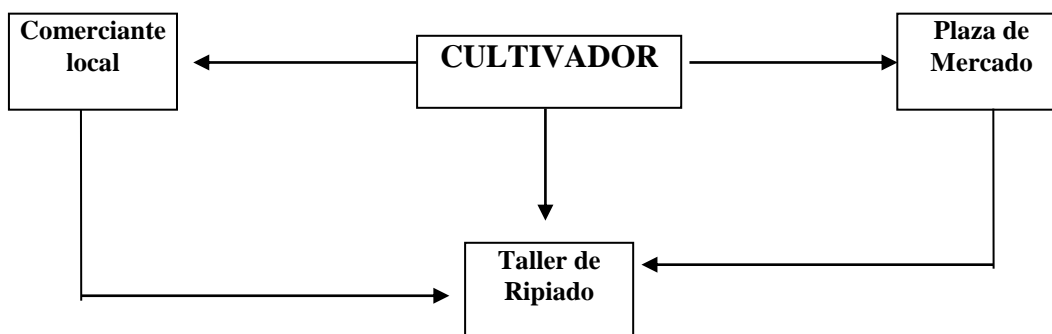 Comerciante
local
CULTIVADOR
Plaza de
Mercado
Taller de
Ripiado